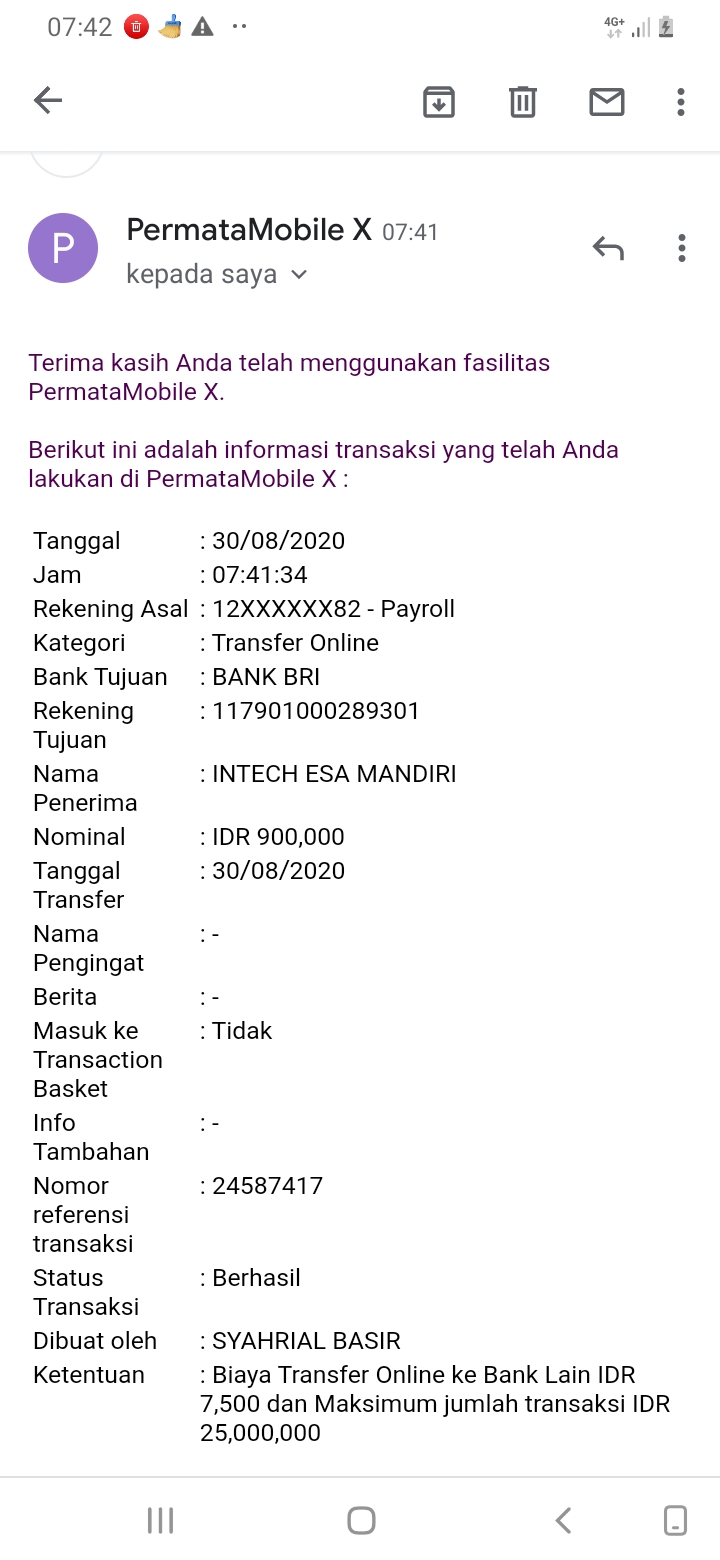 07:42
4G+
PermataMobile X 07:41
P
kepada saya
Terima kasih Anda telah menggunakan fasilitas
PermataMobile X.
Berikut ini adalah informasi transaksi yang telah Anda
lakukan di PermataMobile X :
Tanggal : 30/08/2020
Jam : 07:41:34
Rekening Asal : 12XXXXXX82 - Payroll
Kategori : Transfer Online
Bank Tujuan : BANK BRI
Rekening : 117901000289301
Tujuan
Nama : INTECH ESA MANDIRI
Penerima
Nominal : IDR 900,000
Tanggal : 30/08/2020
Transfer
Nama : -
Pengingat
Berita : -
Masuk ke : Tidak
Transaction
Basket
Info : -
Tambahan
Nomor : 24587417
referensi
transaksi
Status : Berhasil
Transaksi
Dibuat oleh : SYAHRIAL BASIR
Ketentuan : Biaya Transfer Online ke Bank Lain IDR
7,500 dan Maksimum jumlah transaksi IDR
25,000,000